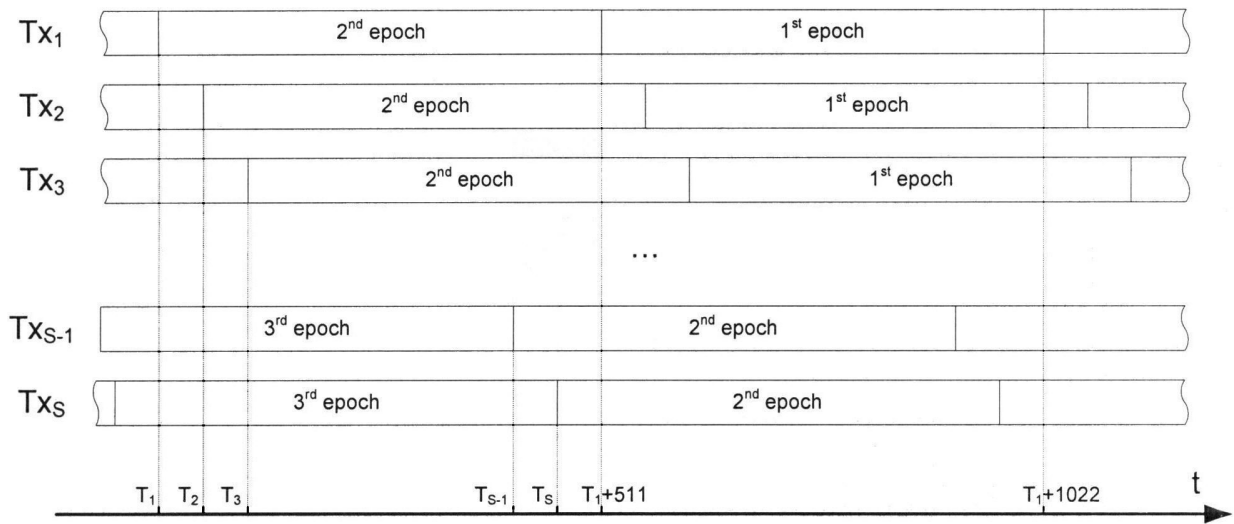 Tx₁ 2nd epoch 1st epoch
Tx₂ 2nd epoch 1st epoch
Tx₃ 2nd epoch 1st epoch
...
TxS-1 3rd epoch 2nd epoch
TxS 3rd epoch 2nd epoch
T₁ T₂ T₃ TS-1 TS T₁+511 T₁+1022 t